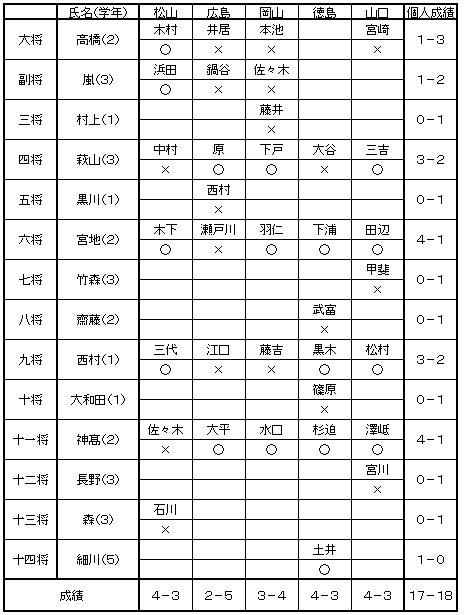 氏名(学年) 松山 広島 岡山 徳島 山口 個人成績
大将 高橋(2) 木村 井居 本池 宮崎 1-3
○ × × ×
副将 嵐(3) 浜田 鍋谷 佐々木 1-2
○ × ×
三将 村上(1) 藤井 0-1
×
四将 萩山(3) 中村 原 下戸 大谷 三吉 3-2
× ○ ○ × ○
五将 黒川(1) 西村 0-1
×
六将 宮地(2) 木下 瀬戸川 羽仁 下浦 田辺 4-1
○ × ○ ○ ○
七将 竹森(3) 甲斐 0-1
×
八将 齋藤(2) 武富 0-1
×
九将 西村(1) 三代 江口 藤吉 黒木 松村 3-2
○ × × ○ ○
十将 大和田(1) 篠原 0-1
×
十一将 神髙(2) 佐々木 大平 水口 杉迫 澤岻 4-1
× ○ ○ ○ ○
十二将 長野(3) 宮川 0-1
×
十三将 森(3) 石川 0-1
×
十四将 細川(5) 土井 1-0
○
成績 4-3 2-5 3-4 4-3 4-3 17-18